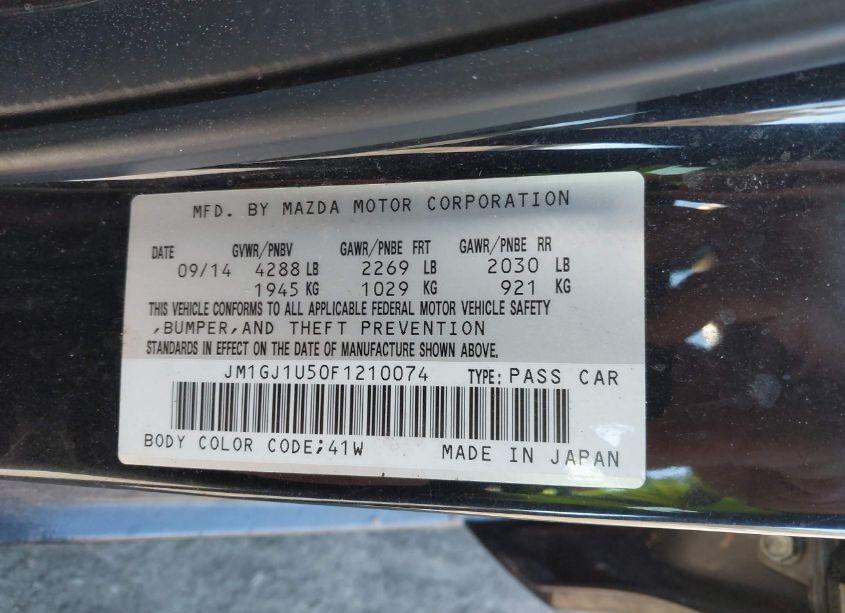 MFD. BY MAZDA MOTOR CORPORATION
DATE GVWR/PNBV GAWR/PNBE FRT GAWR/PNBE RR
09/14 4288 LB 2269 LB 2030 LB
1945 KG 1029 KG 921 KG
THIS VEHICLE CONFORMS TO ALL APPLICABLE FEDERAL MOTOR VEHICLE SAFETY
,BUMPER,AND THEFT PREVENTION
STANDARDS IN EFFECT ON THE DATE OF MANUFACTURE SHOWN ABOVE.
JM1GJ1U50F1210074 TYPE: PASS CAR
BODY COLOR CODE;41W MADE IN JAPAN